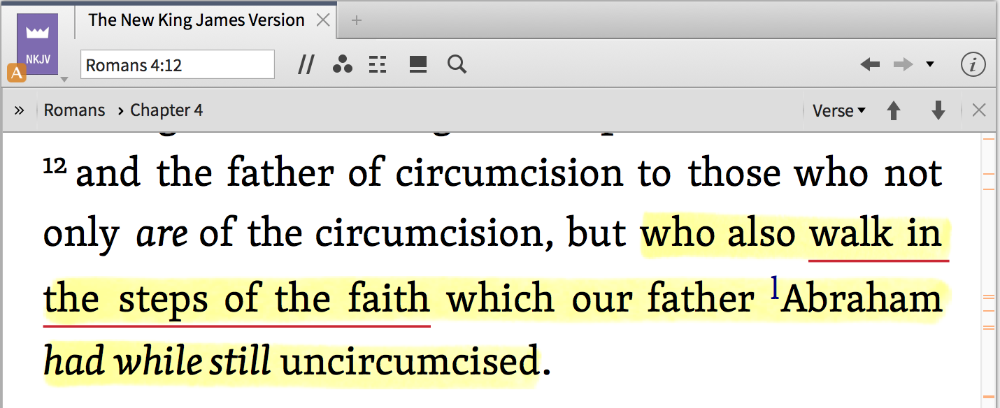 The New King James Version
NKJV
A
Romans 4:12
Romans › Chapter 4
Verse
12 and the father of circumcision to those who not
only are of the circumcision, but who also walk in
the steps of the faith which our father 1Abraham
had while still uncircumcised.